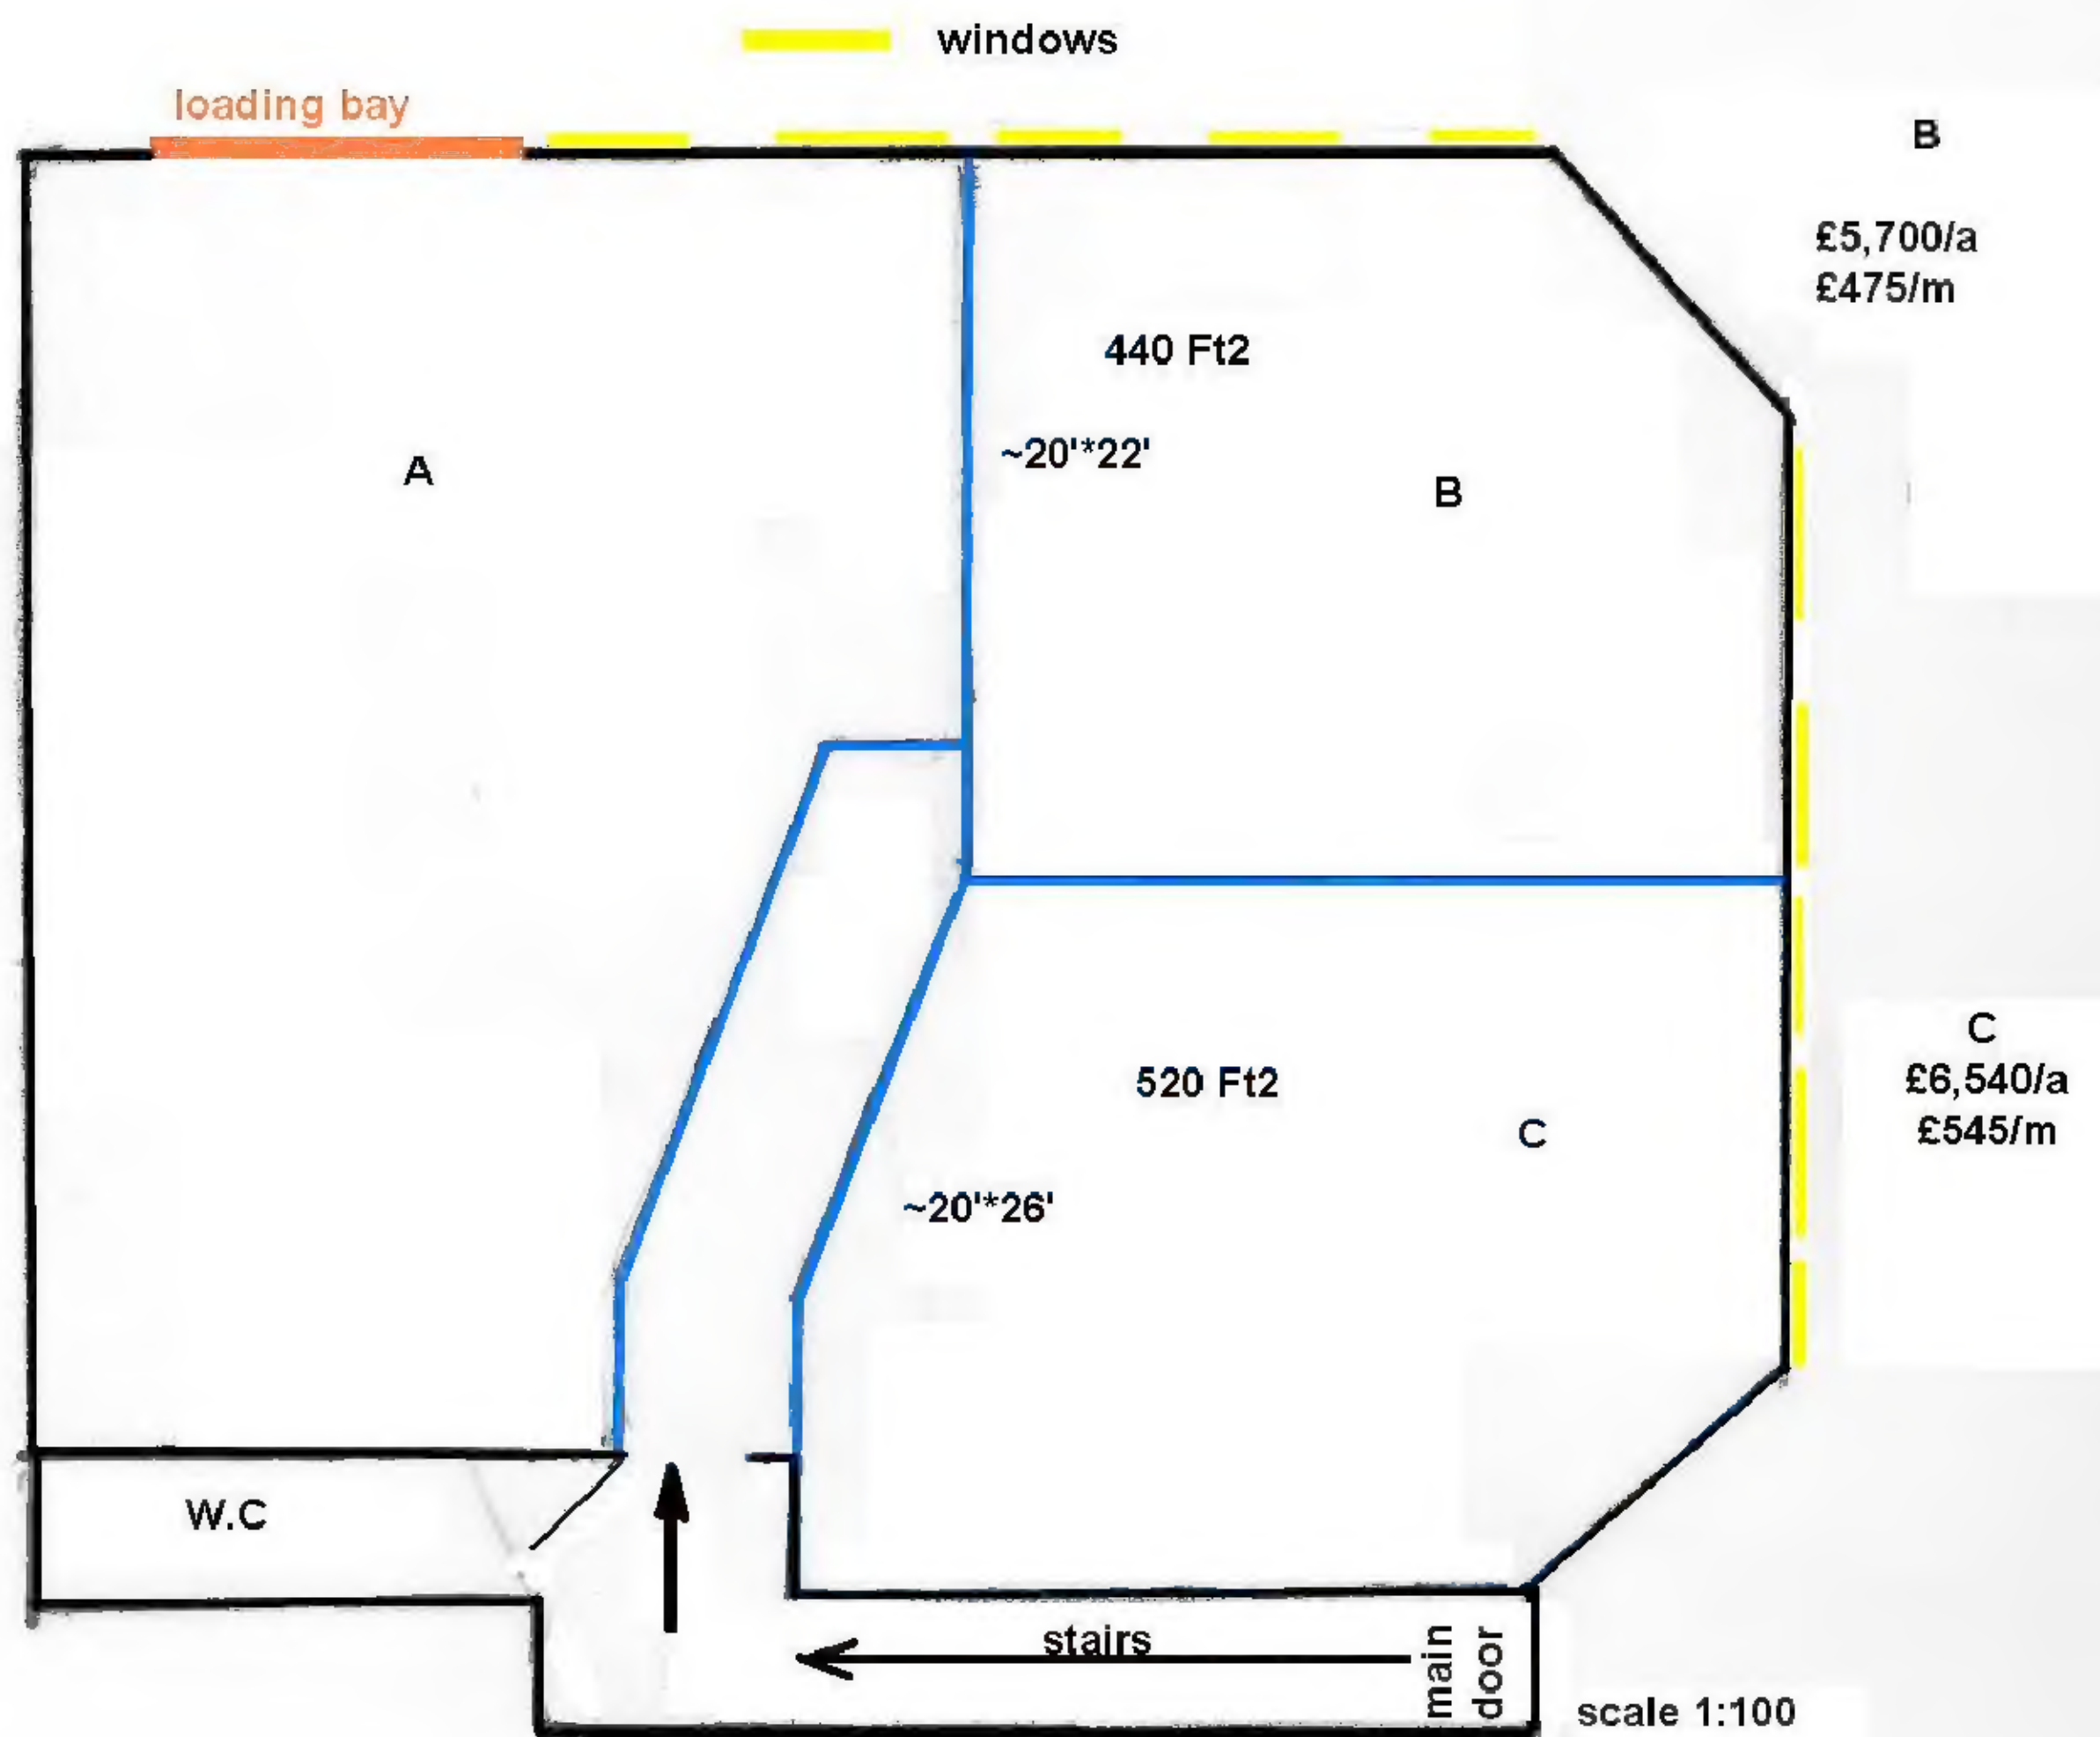 windows
loading bay
B
£5,700/a
£475/m
440 Ft2
~20'*22'
A
B
C
£6,540/a
£545/m
520 Ft2
C
~20'*26'
W.C
stairs
main
door
scale 1:100